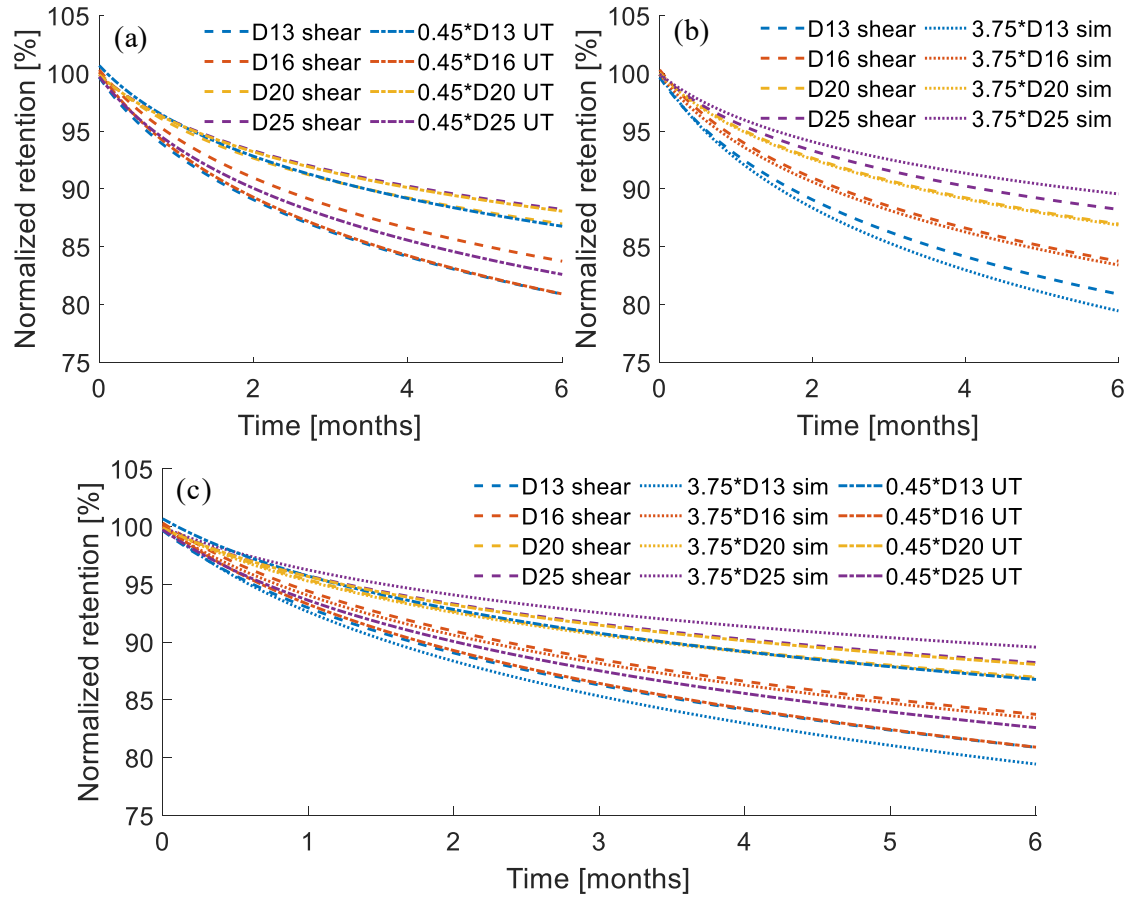 (a)
D13 shear 0.45*D13 UT
D16 shear 0.45*D16 UT
D20 shear 0.45*D20 UT
D25 shear 0.45*D25 UT
105
100
95
90
85
80
75
Normalized retention [%]
0 2 4 6
Time [months]
(b)
D13 shear 3.75*D13 sim
D16 shear 3.75*D16 sim
D20 shear 3.75*D20 sim
D25 shear 3.75*D25 sim
105
100
95
90
85
80
75
Normalized retention [%]
0 2 4 6
Time [months]
(c)
D13 shear 3.75*D13 sim 0.45*D13 UT
D16 shear 3.75*D16 sim 0.45*D16 UT
D20 shear 3.75*D20 sim 0.45*D20 UT
D25 shear 3.75*D25 sim 0.45*D25 UT
105
100
95
90
85
80
75
Normalized retention [%]
0 1 2 3 4 5 6
Time [months]